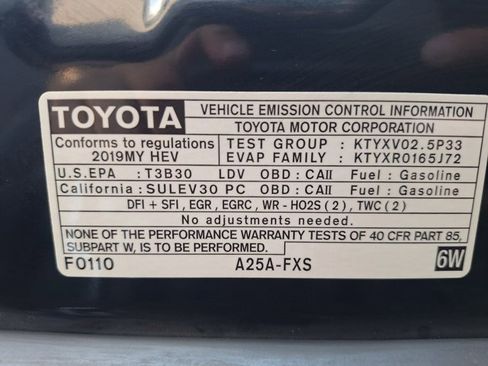 TOYOTA VEHICLE EMISSION CONTROL INFORMATION
TOYOTA MOTOR CORPORATION
Conforms to regulations TEST GROUP : KTYXV02.5P33
2019MY HEV EVAP FAMILY : KTYXR0165J72
U.S.EPA : T3B30 LDV OBD : CAII Fuel : Gasoline
California : SULEV30 PC OBD : CAII Fuel : Gasoline
DFI + SFI , EGR , EGRC , WR - HO2S ( 2 ) , TWC ( 2 )
No adjustments needed.
NONE OF THE PERFORMANCE WARRANTY TESTS OF 40 CFR PART 85,
SUBPART W, IS TO BE PERFORMED.
F0110 A25A-FXS 6W